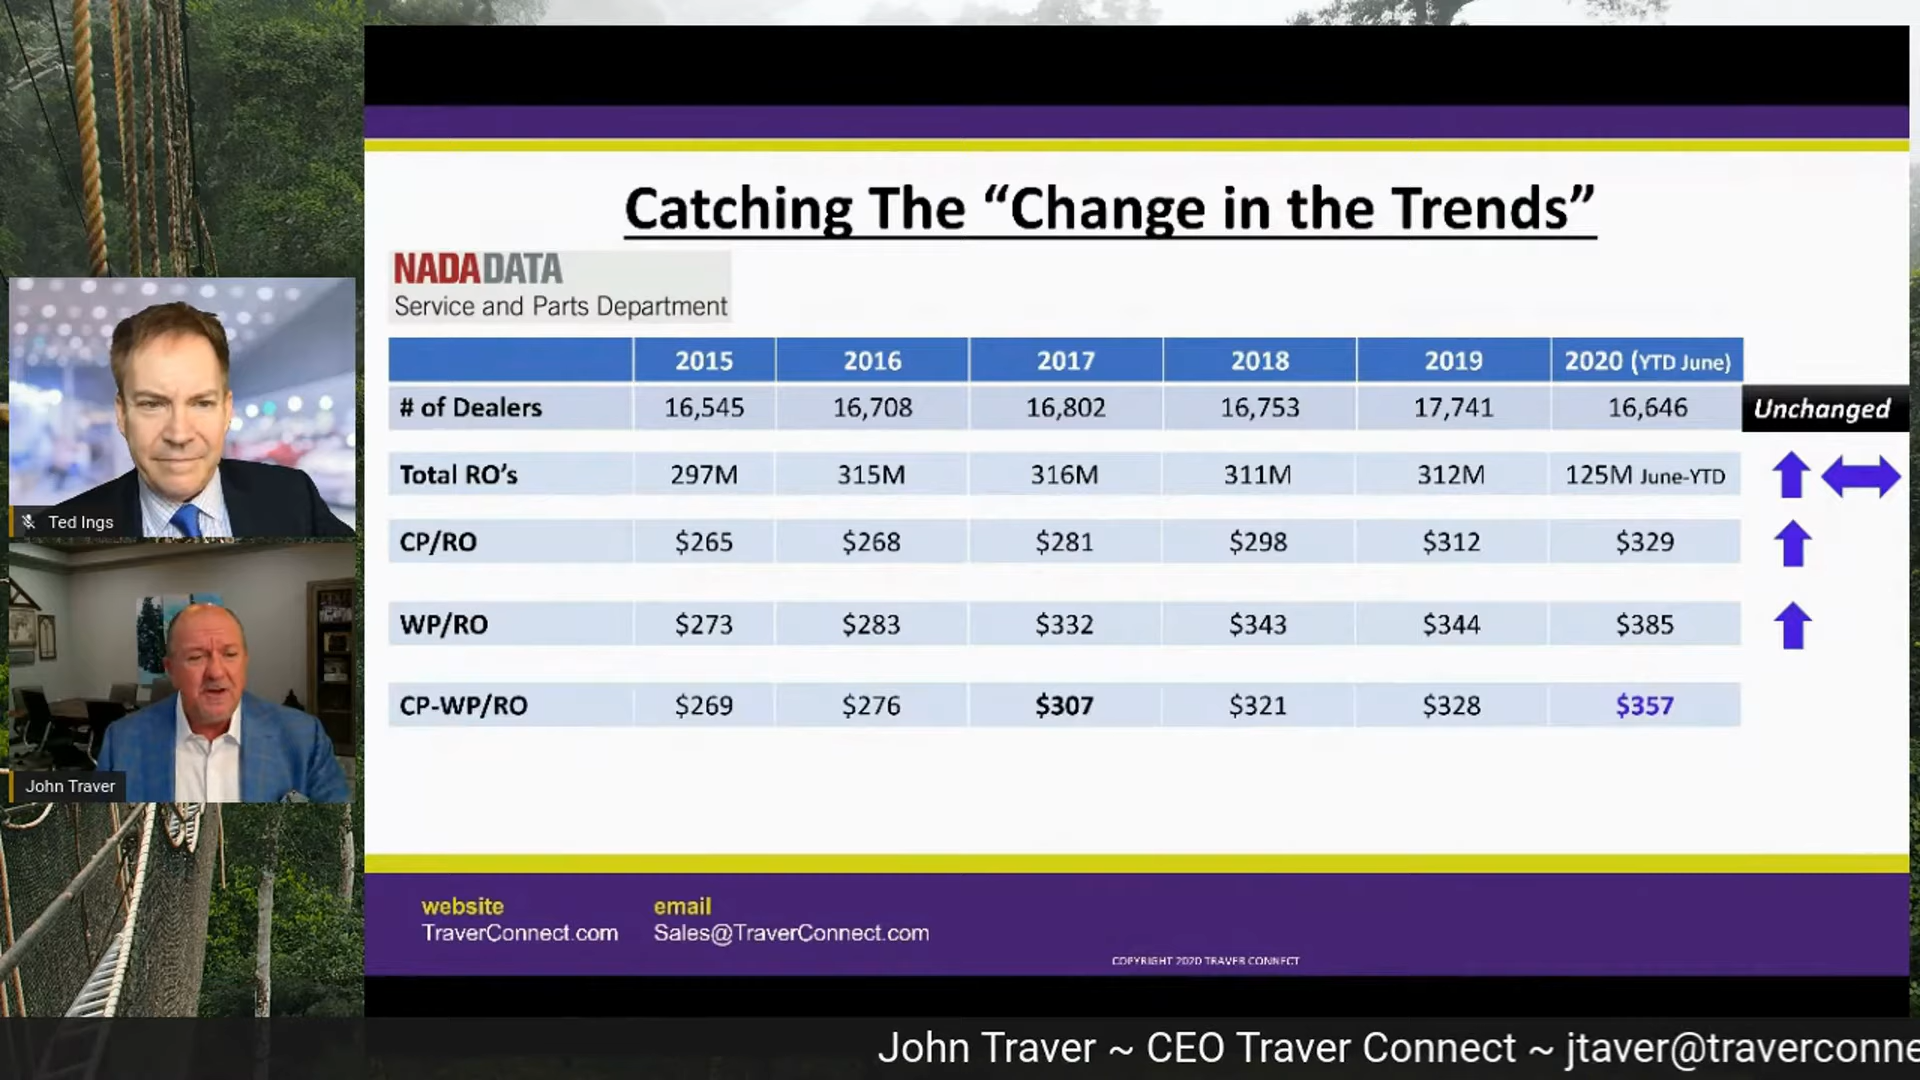 Catching The “Change in the Trends”
NADADATA
Service and Parts Department
2015 2016 2017 2018 2019 2020 (YTD June)
# of Dealers 16,545 16,708 16,802 16,753 17,741 16,646 Unchanged
Total RO’s 297M 315M 316M 311M 312M 125M June-YTD
CP/RO $265 $268 $281 $298 $312 $329
WP/RO $273 $283 $332 $343 $344 $385
CP-WP/RO $269 $276 $307 $321 $328 $357
Ted Ings
John Traver
website email
TraverConnect.com Sales@TraverConnect.com
COPYRIGHT 2020 TRAVER CONNECT
John Traver ~ CEO Traver Connect ~ jtaver@traverconne